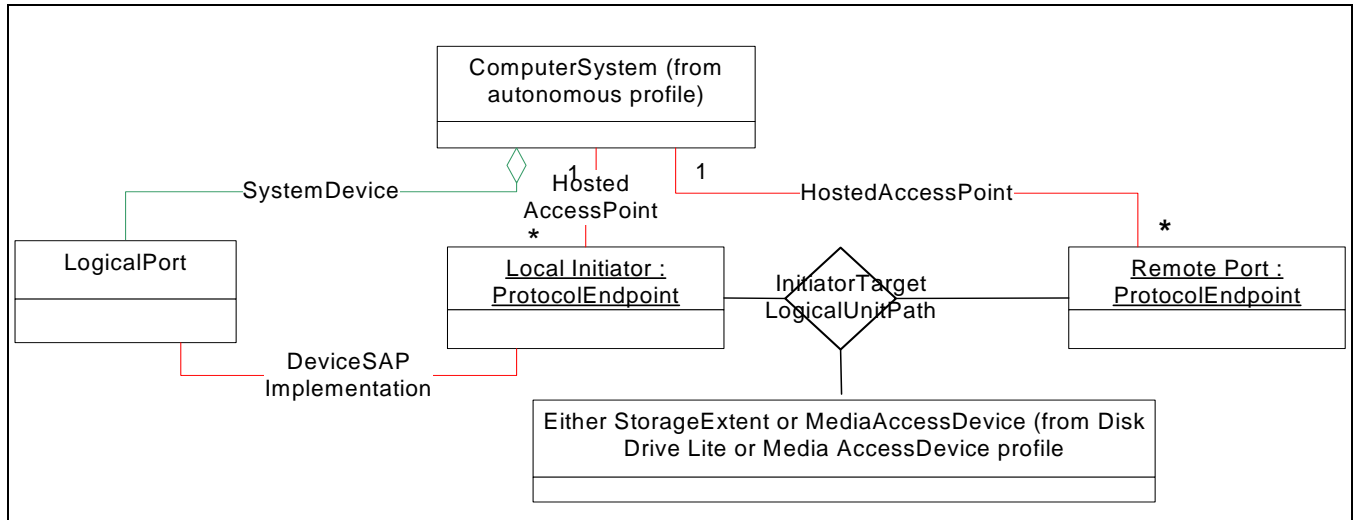 ComputerSystem (from
autonomous profile)
1
1
SystemDevice
Hosted
AccessPoint
HostedAccessPoint
*
*
LogicalPort
Local Initiator :
ProtocolEndpoint
InitiatorTarget
LogicalUnitPath
Remote Port :
ProtocolEndpoint
DeviceSAP
Implementation
Either StorageExtent or MediaAccessDevice (from Disk
Drive Lite or Media AccessDevice profile